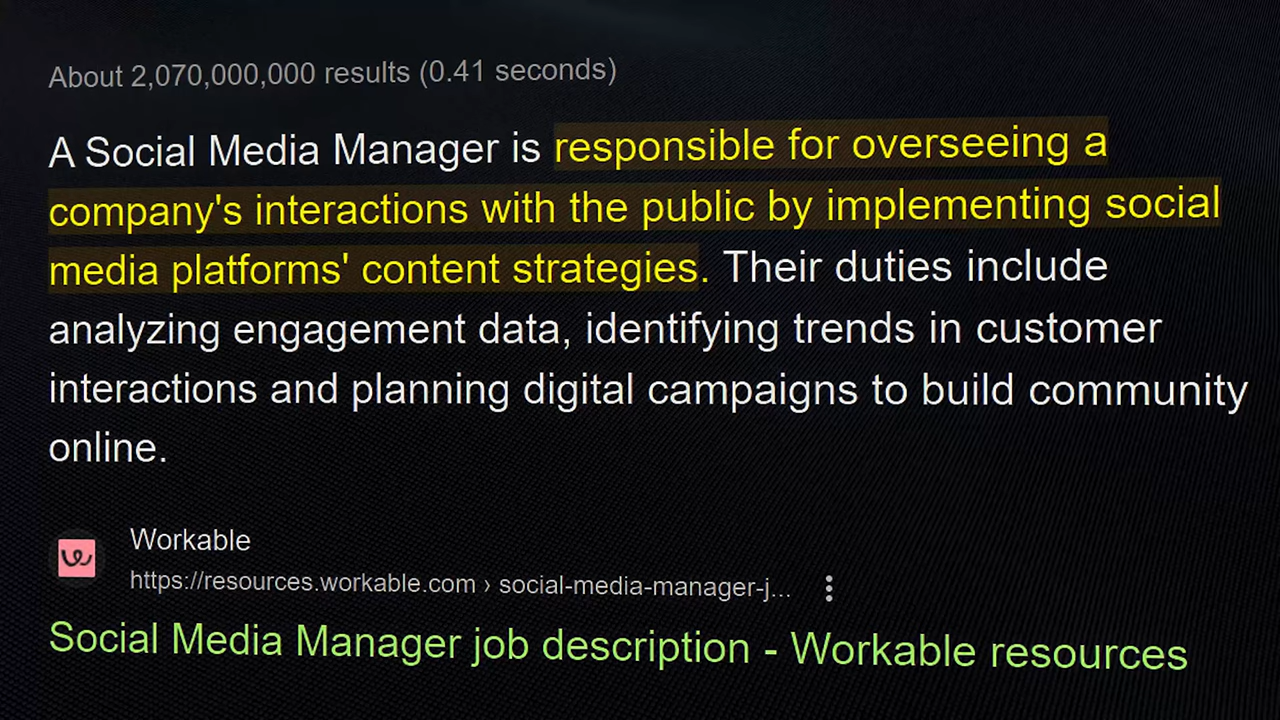 About 2,070,000,000 results (0.41 seconds)
A Social Media Manager is responsible for overseeing a
company's interactions with the public by implementing social
media platforms' content strategies. Their duties include
analyzing engagement data, identifying trends in customer
interactions and planning digital campaigns to build community
online.
Workable
https://resources.workable.com › social-media-manager-j...
Social Media Manager job description - Workable resources